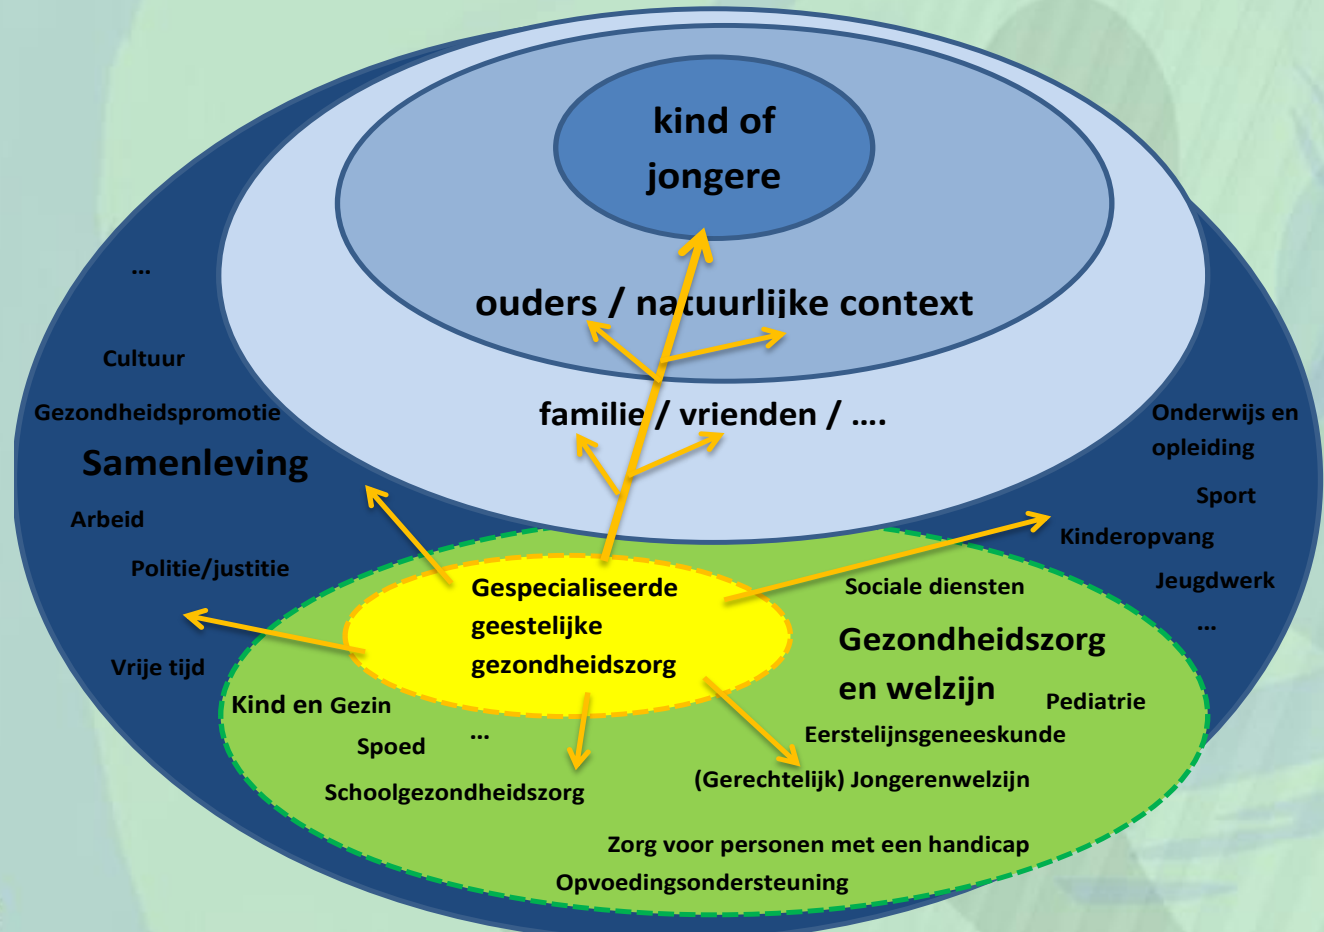 kind of
jongere
ouders / natuurlijke context
familie / vrienden / ....
...
Cultuur
Gezondheidspromotie
Samenleving
Arbeid
Politie/justitie
Vrije tijd
Onderwijs en
opleiding
Sport
Kinderopvang
Jeugdwerk
...
Gespecialiseerde
geestelijke
gezondheidszorg
Sociale diensten
Gezondheidszorg
en welzijn
Pediatrie
Eerstelijnsgeneeskunde
(Gerechtelijk) Jongerenwelzijn
Kind en Gezin
...
Spoed
Schoolgezondheidszorg
Zorg voor personen met een handicap
Opvoedingsondersteuning